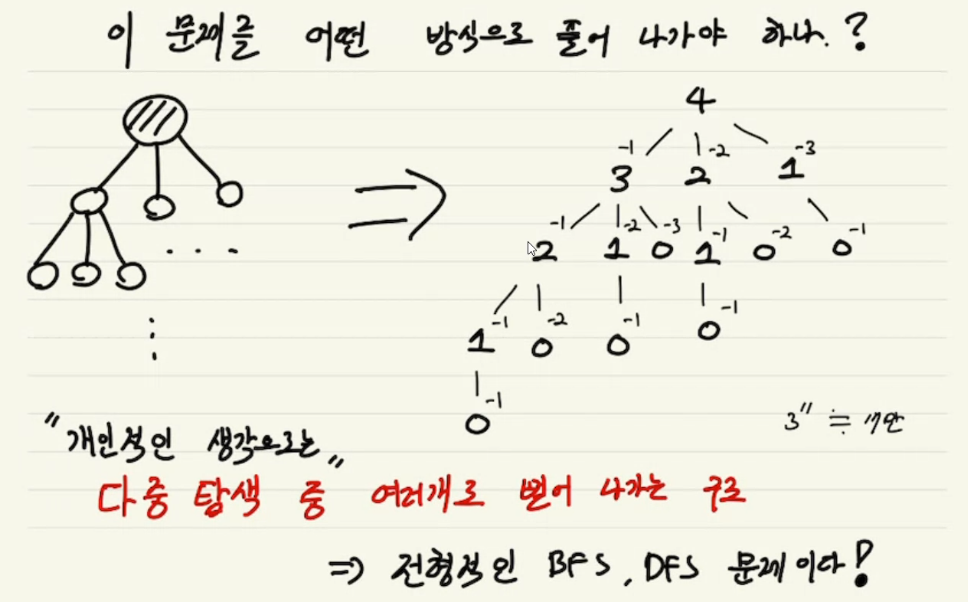 이 문제를 어떤 방식으로 풀어 나가야 하나.?
4
-1 -2 -3
3 2 1
-1 -2 -3 -1 -2 -1
2 1 0 1 0 0
-1 -2 -1 -1
1 0 0 0
-1
0
3" ≒ 7만
"개인적인 생각으로는"
다중 탐색 중 여러개로 뻗어 나가는 구조
⇒ 전형적인 BFS, DFS 문제이다!